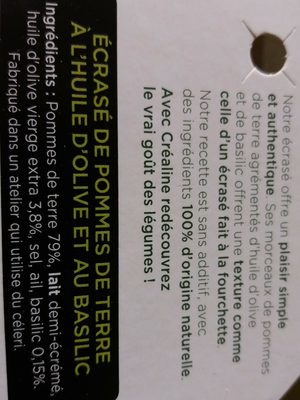 Notre écrasé offre un plaisir simple
et authentique. Ses morceaux de pommes
de terre agrémentés d'huile d'olive
et de basilic offrent une texture comme
celle d'un écrasé fait à la fourchette.
Notre recette est sans additif, avec
des ingrédients 100% d'origine naturelle.
Avec Créaline redécouvrez
le vrai goût des légumes !
ÉCRASÉ DE POMMES DE TERRE
À L'HUILE D'OLIVE ET AU BASILIC
Ingrédients : Pommes de terre 79%, lait demi-écrémé,
huile d'olive vierge extra 3,8%, sel, ail, basilic 0,15%.
Fabriqué dans un atelier qui utilise du céleri.